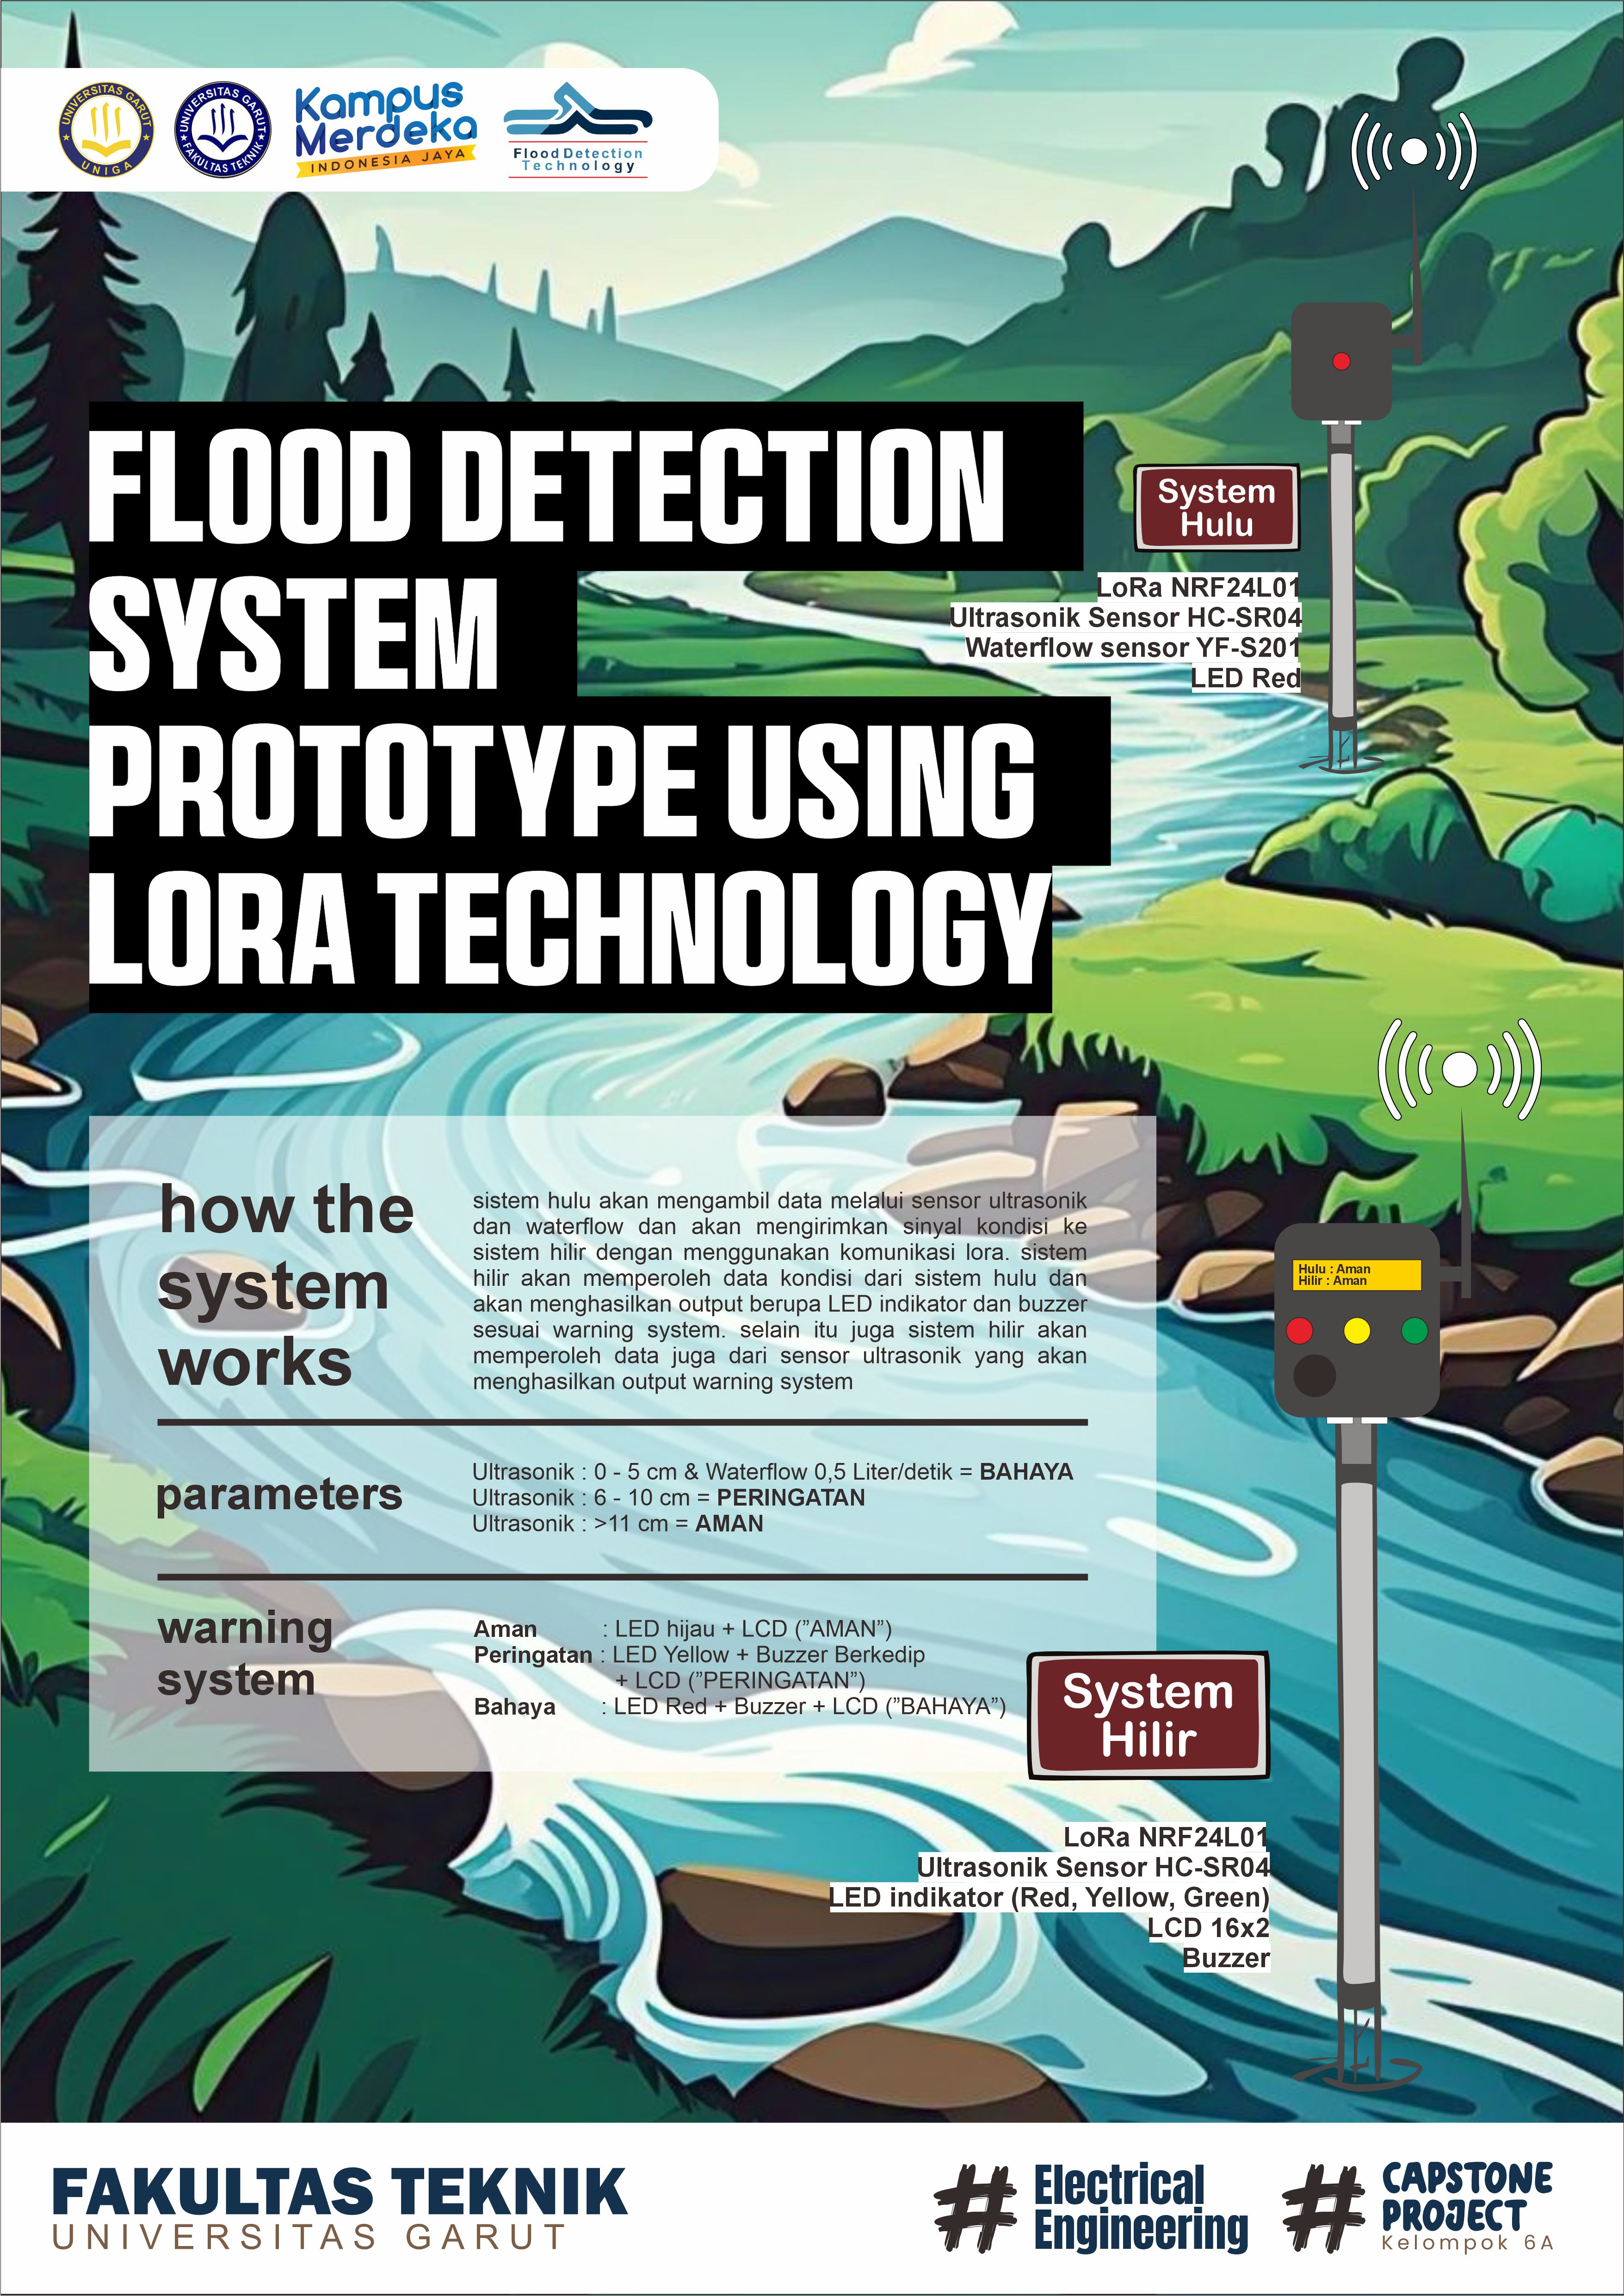 UNIVERSITAS GARUT
UNIGA
UNIVERSITAS GARUT
FAKULTAS TEKNIK
Kampus
Merdeka
INDONESIA JAYA
Flood Detection
Technology
FLOOD DETECTION
SYSTEM
PROTOTYPE USING
LORA TECHNOLOGY
System
Hulu
LoRa NRF24L01
Ultrasonik Sensor HC-SR04
Waterflow sensor YF-S201
LED Red
how the
system
works
sistem hulu akan mengambil data melalui sensor ultrasonik
dan waterflow dan akan mengirimkan sinyal kondisi ke
sistem hilir dengan menggunakan komunikasi lora. sistem
hilir akan memperoleh data kondisi dari sistem hulu dan
akan menghasilkan output berupa LED indikator dan buzzer
sesuai warning system. selain itu juga sistem hilir akan
memperoleh data juga dari sensor ultrasonik yang akan
menghasilkan output warning system
parameters
Ultrasonik : 0 - 5 cm & Waterflow 0,5 Liter/detik = BAHAYA
Ultrasonik : 6 - 10 cm = PERINGATAN
Ultrasonik : >11 cm = AMAN
warning
system
Aman : LED hijau + LCD (”AMAN”)
Peringatan : LED Yellow + Buzzer Berkedip
+ LCD (”PERINGATAN”)
Bahaya : LED Red + Buzzer + LCD (”BAHAYA”)
Hulu : Aman
Hilir : Aman
System
Hilir
LoRa NRF24L01
Ultrasonik Sensor HC-SR04
LED indikator (Red, Yellow, Green)
LCD 16x2
Buzzer
FAKULTAS TEKNIK
UNIVERSITAS GARUT
# Electrical
Engineering
# CAPSTONE
PROJECT
Kelompok 6A